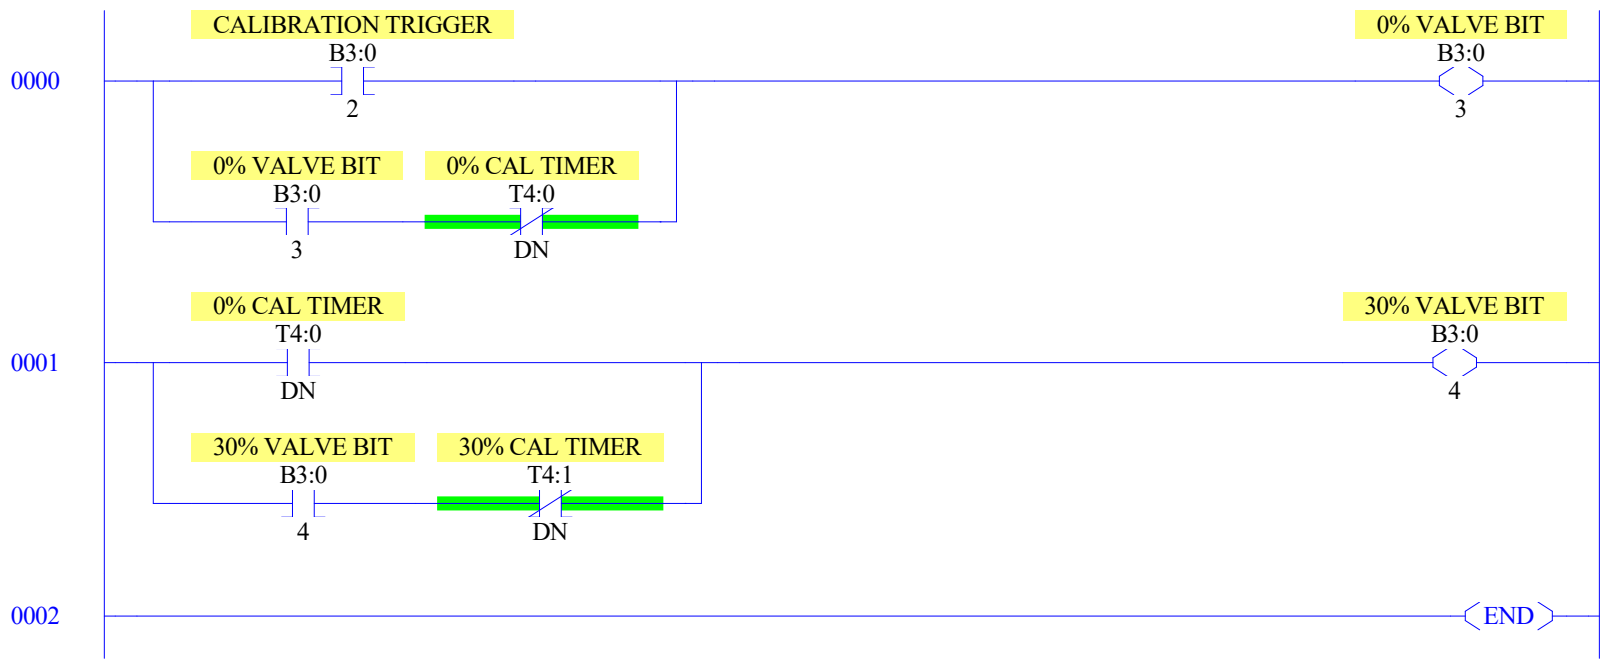 CALIBRATION TRIGGER
B3:0
2
0% VALVE BIT
B3:0
3
0000
0% VALVE BIT
B3:0
3
0% CAL TIMER
T4:0
DN
0% CAL TIMER
T4:0
DN
30% VALVE BIT
B3:0
4
0001
30% VALVE BIT
B3:0
4
30% CAL TIMER
T4:1
DN
0002
END